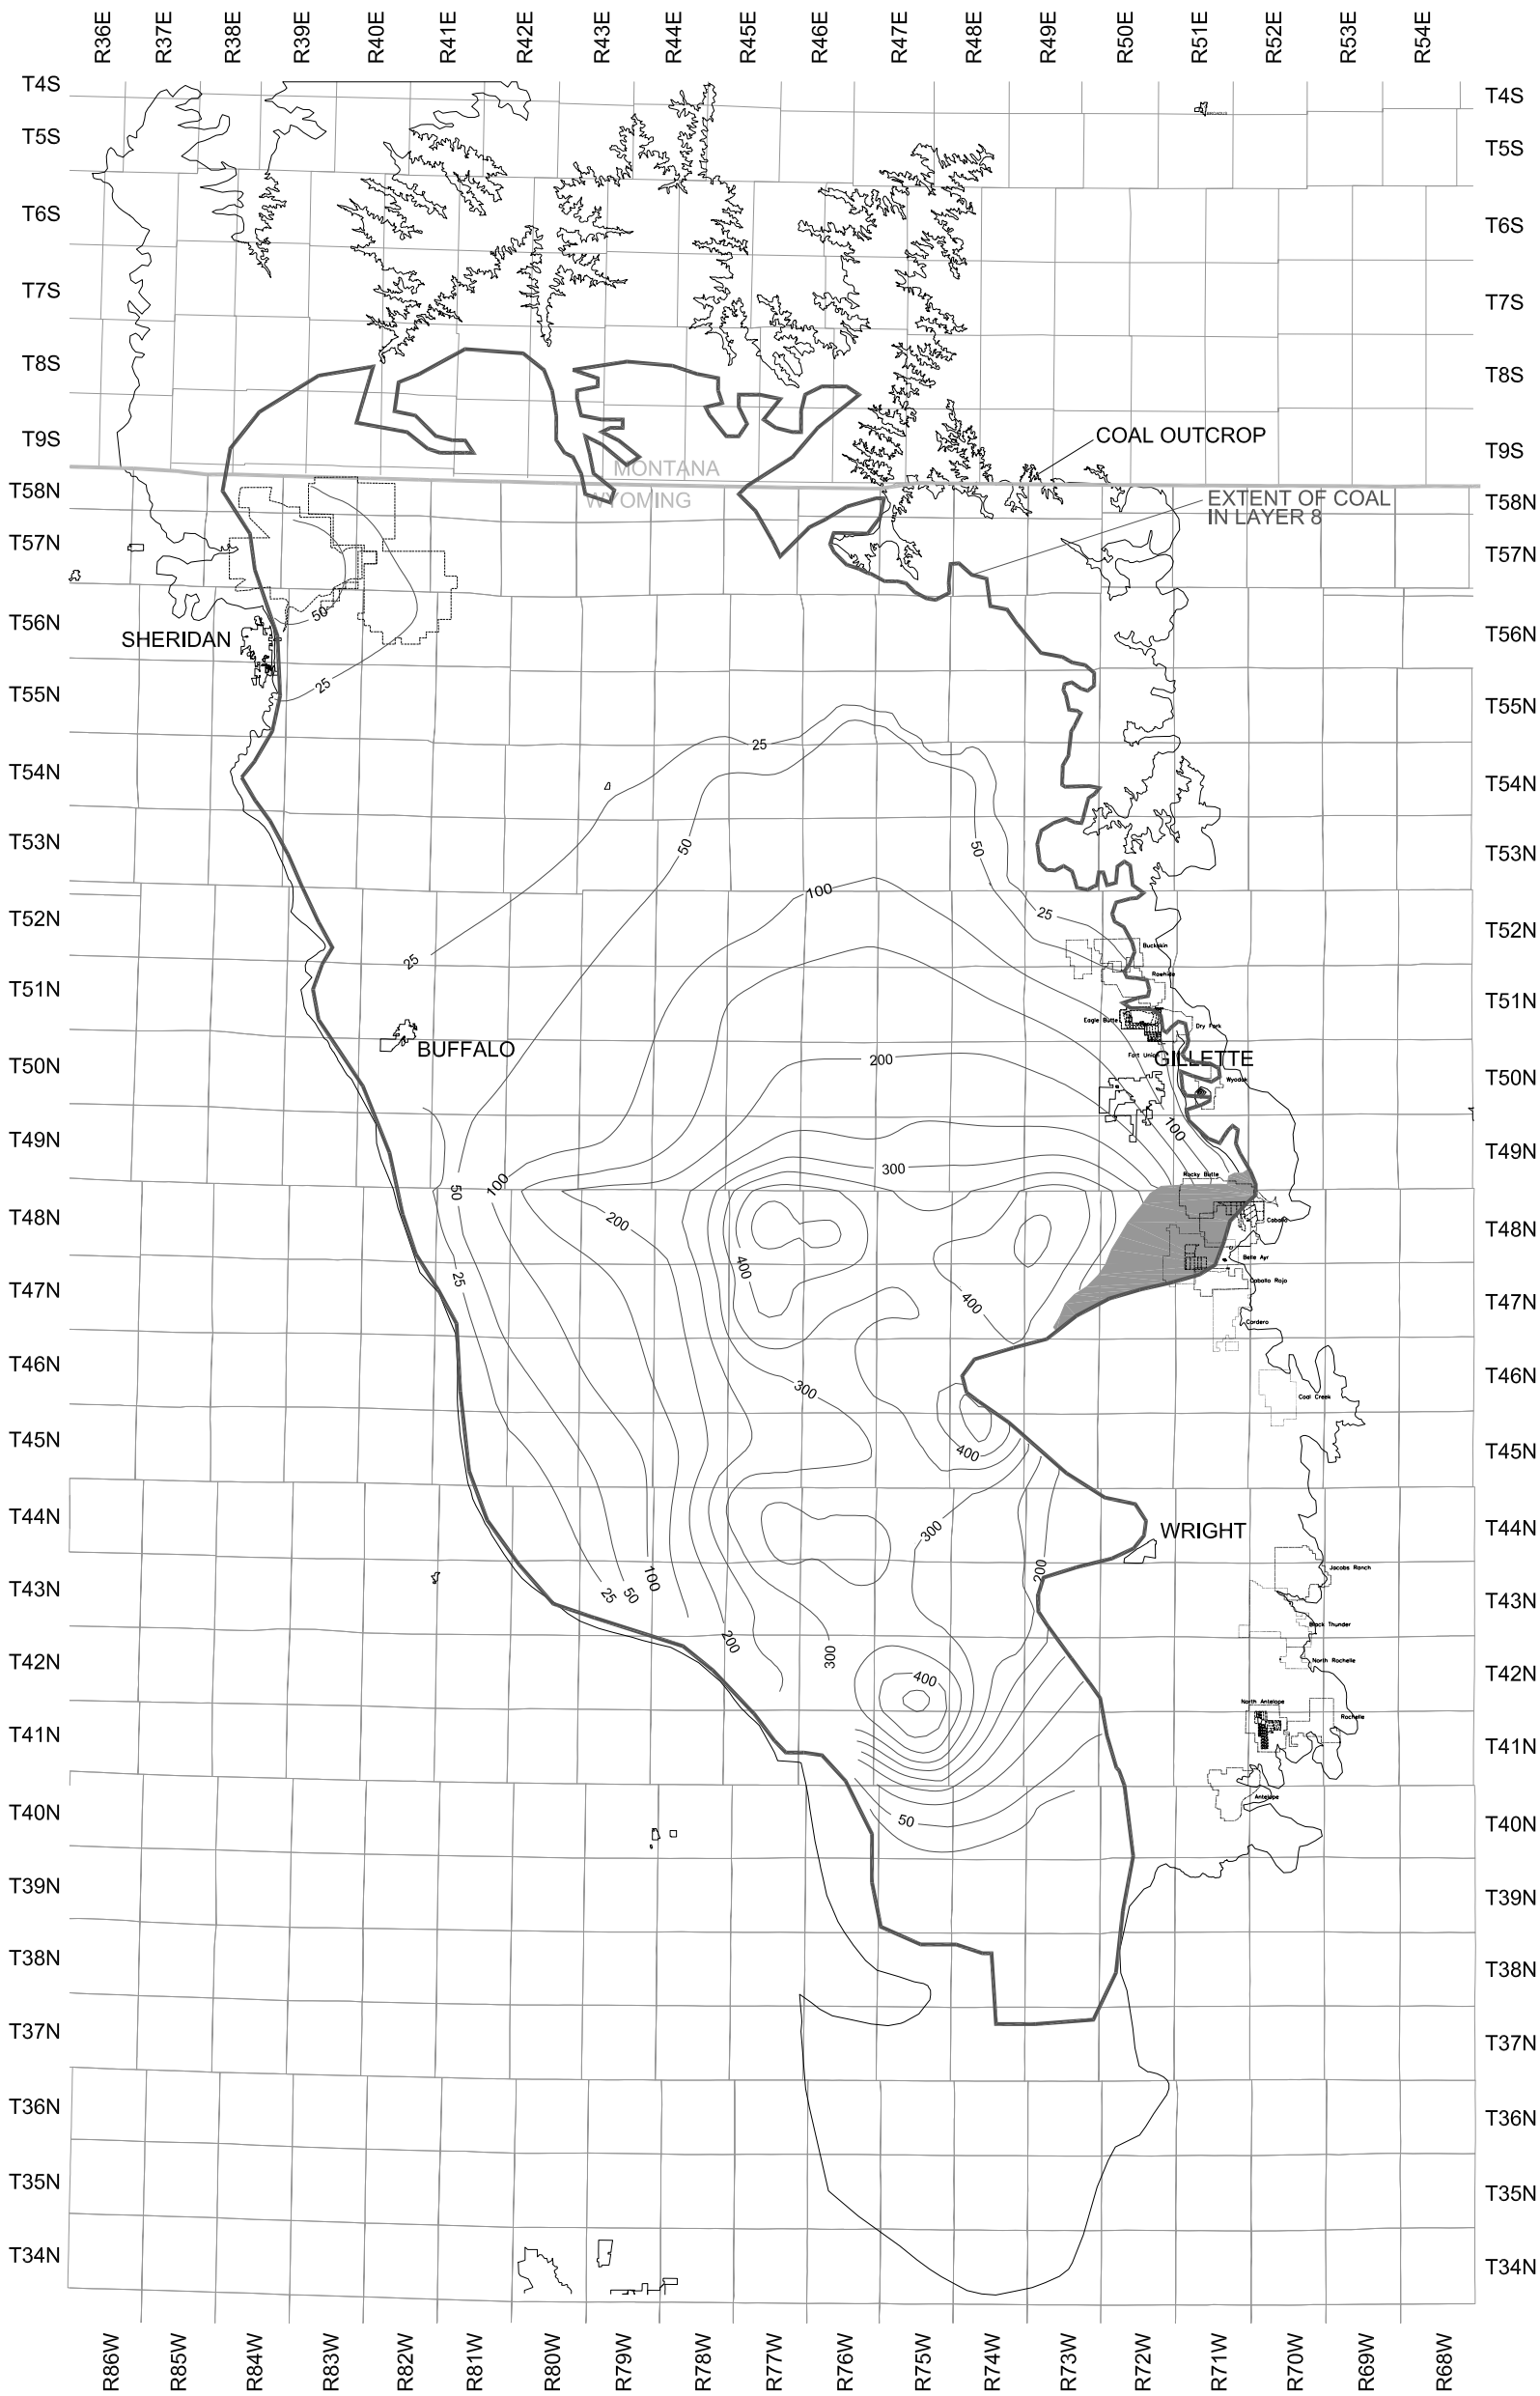 R36E R37E R38E R39E R40E R41E R42E R43E R44E R45E R46E R47E R48E R49E R50E R51E R52E R53E R54E
T4S T4S
T5S T5S
T6S T6S
T7S T7S
T8S T8S
COAL OUTCROP
T9S T9S
MONTANA
T58N WYOMING EXTENT OF COAL T58N
IN LAYER 8
T57N T57N
50
T56N SHERIDAN T56N
25
T55N T55N
25
T54N T54N
T53N 50 50 T53N
100
T52N 25 T52N
Buckskin
25
Rawhide
T51N T51N
Eagle Butte Dry Fork
BUFFALO Fort Union GILLETTE
T50N 200 T50N
Wyodak
100
T49N T49N
300
Rocky Butte
50 100
T48N 200 T48N
Caballo
400 Belle Ayr
25 Caballo Rojo
T47N 400 T47N
Cordero
T46N T46N
300 Coal Creek
T45N 400 T45N
T44N 300 WRIGHT T44N
Jacobs Ranch
100 200
T43N 25 50 T43N
Black Thunder
200 300
T42N North Rochelle T42N
400
North Antelope
Rochelle
T41N T41N
Antelope
T40N 50 T40N
T39N T39N
T38N T38N
T37N T37N
T36N T36N
T35N T35N
T34N T34N
R86W R85W R84W R83W R82W R81W R80W R79W R78W R77W R76W R75W R74W R73W R72W R71W R70W R69W R68W